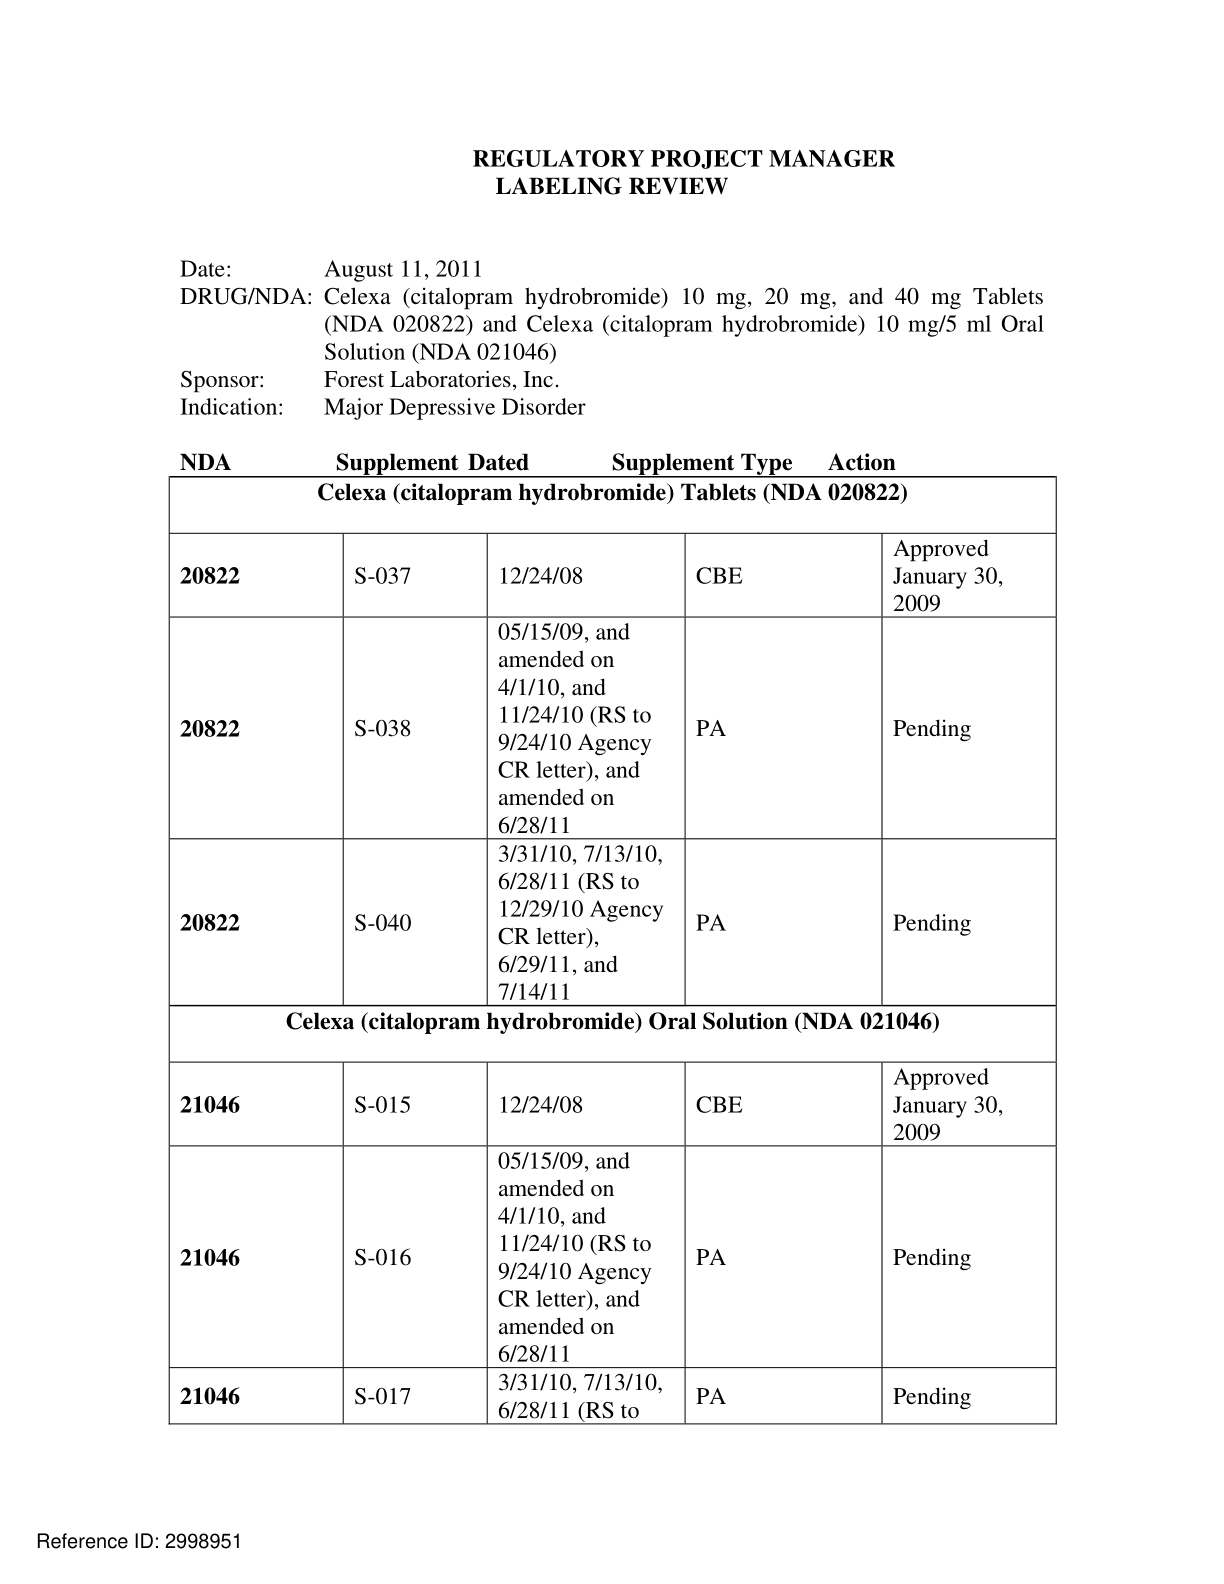 REGULATORY PROJECT MANAGER
LABELING REVIEW
Date: August 11, 2011
DRUG/NDA: Celexa (citalopram hydrobromide) 10 mg, 20 mg, and 40 mg Tablets
(NDA 020822) and Celexa (citalopram hydrobromide) 10 mg/5 ml Oral
Solution (NDA 021046)
Sponsor: Forest Laboratories, Inc.
Indication: Major Depressive Disorder
NDA Supplement Dated Supplement Type Action
Celexa (citalopram hydrobromide) Tablets (NDA 020822)
20822
S-037
12/24/08
CBE
Approved
January 30,
2009
20822
S-038
05/15/09, and
amended on
4/1/10, and
11/24/10 (RS to
9/24/10 Agency
CR letter), and
amended on
6/28/11
PA
Pending
20822
S-040
3/31/10, 7/13/10,
6/28/11 (RS to
12/29/10 Agency
CR letter),
6/29/11, and
7/14/11
PA
Pending
Celexa (citalopram hydrobromide) Oral Solution (NDA 021046)
21046
S-015
12/24/08
CBE
Approved
January 30,
2009
21046
S-016
05/15/09, and
amended on
4/1/10, and
11/24/10 (RS to
9/24/10 Agency
CR letter), and
amended on
6/28/11
PA
Pending
21046
S-017
3/31/10, 7/13/10,
6/28/11 (RS to
PA
Pending
Reference ID: 2998951